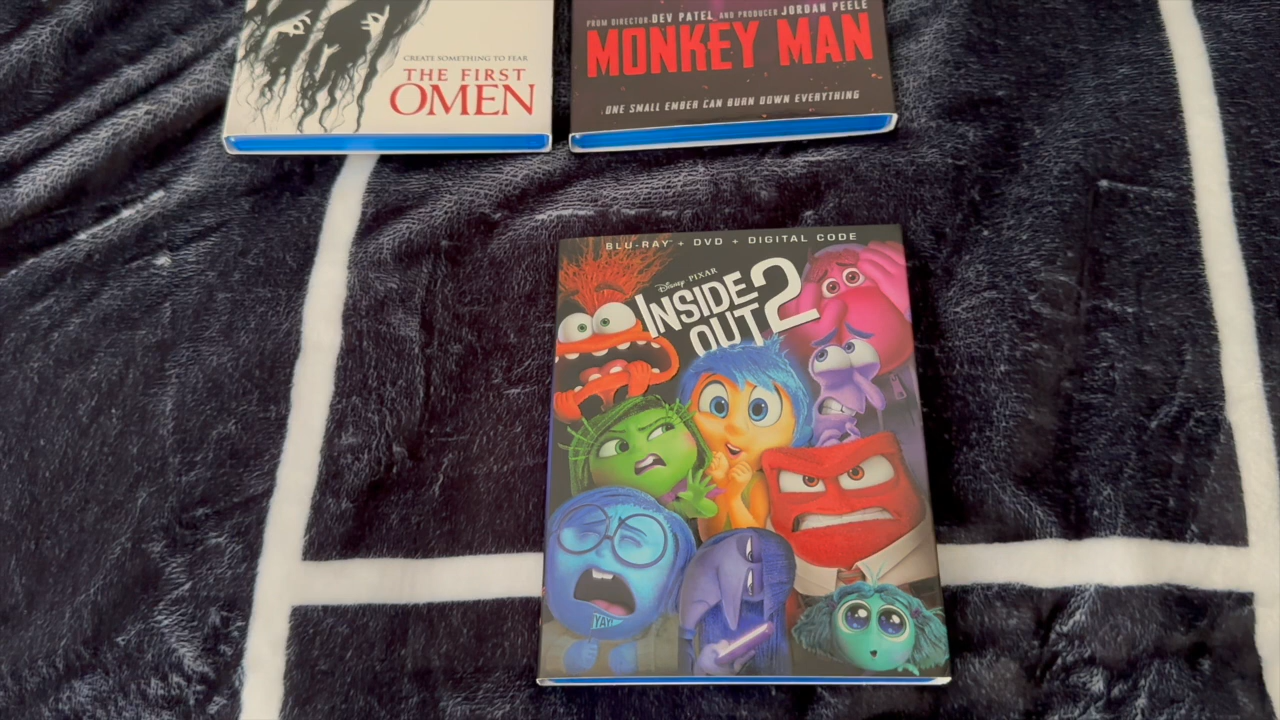 CREATE SOMETHING TO FEAR
THE FIRST
OMEN
FROM DIRECTOR DEV PATEL AND PRODUCER JORDAN PEELE
MONKEY MAN
ONE SMALL EMBER CAN BURN DOWN EVERYTHING
BLU-RAY™ + DVD + DIGITAL CODE
Disney PIXAR
INSIDE
OUT 2
YAY!